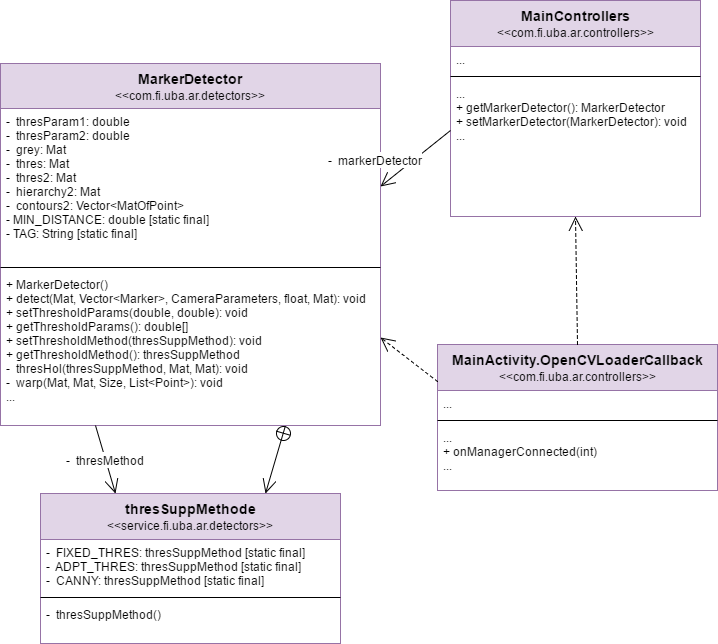 MainControllers
<<com.fi.uba.ar.controllers>>
...
...
+ getMarkerDetector(): MarkerDetector
+ setMarkerDetector(MarkerDetector): void
...
MarkerDetector
<<com.fi.uba.ar.detectors>>
- thresParam1: double
- thresParam2: double
- grey: Mat
- thres: Mat
- thres2: Mat
- hierarchy2: Mat
- contours2: Vector<MatOfPoint>
- MIN_DISTANCE: double [static final]
- TAG: String [static final]
+ MarkerDetector()
+ detect(Mat, Vector<Marker>, CameraParameters, float, Mat): void
+ setThresholdParams(double, double): void
+ getThresholdParams(): double[]
+ setThresholdMethod(thresSuppMethod): void
+ getThresholdMethod(): thresSuppMethod
- thresHol(thresSuppMethod, Mat, Mat): void
- warp(Mat, Mat, Size, List<Point>): void
...
- markerDetector
MainActivity.OpenCVLoaderCallback
<<com.fi.uba.ar.controllers>>
...
...
+ onManagerConnected(int)
...
- thresMethod
thresSuppMethode
<<service.fi.uba.ar.detectors>>
- FIXED_THRES: thresSuppMethod [static final]
- ADPT_THRES: thresSuppMethod [static final]
- CANNY: thresSuppMethod [static final]
- thresSuppMethod()